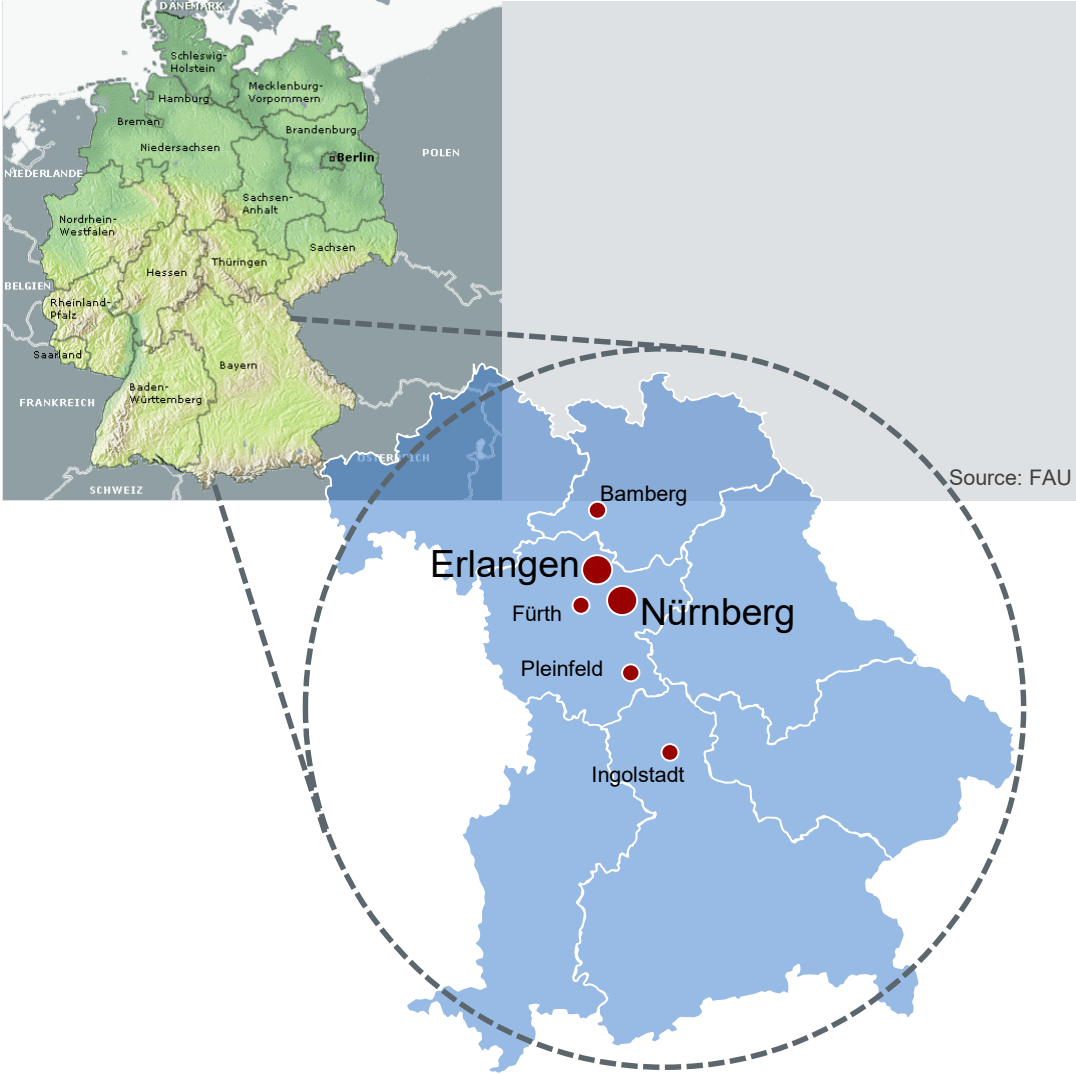 DÄNEMARK
Schleswig-
Holstein
Mecklenburg-
Vorpommern
Hamburg
Bremen
Brandenburg
Niedersachsen
Berlin
POLEN
NIEDERLANDE
Sachsen-
Anhalt
Nordrhein-
Westfalen
Sachsen
Thüringen
Hessen
BELGIEN
Rheinland-
Pfalz
Saarland
Bayern
Baden-
Württemberg
FRANKREICH
ÖSTERREICH
SCHWEIZ
Source: FAU
Bamberg
Erlangen
Fürth
Nürnberg
Pleinfeld
Ingolstadt